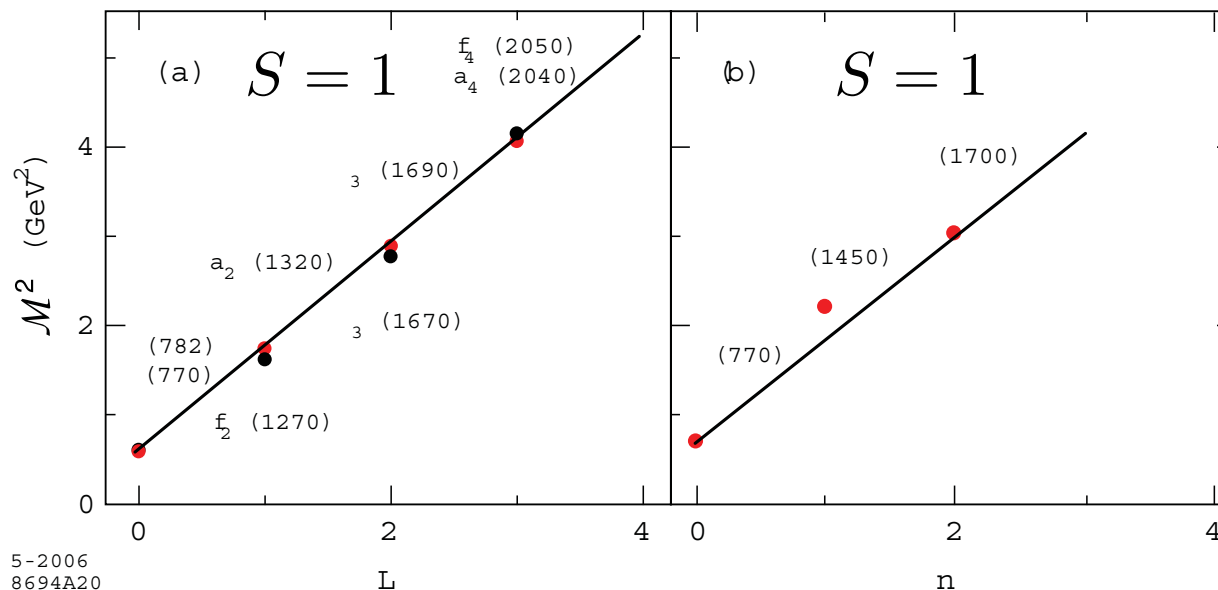 (a) S = 1
f₄ (2050)
a₄ (2040)
₃ (1690)
a₂ (1320)
₃ (1670)
(782)
(770)
f₂ (1270)
M² (GeV²)
4
2
0
0 2 4
L
(b) S = 1
(1700)
(1450)
(770)
0 2 4
n
5-2006
8694A20